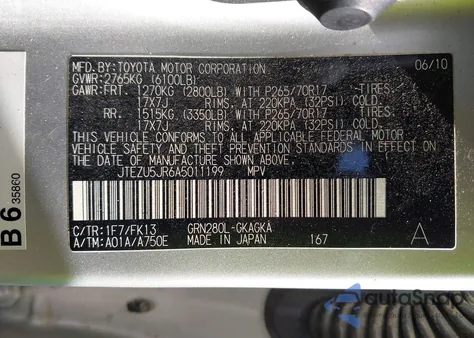 MFD. BY: TOYOTA MOTOR CORPORATION 06/10
GVWR: 2765KG (6100LB)
GAWR: FRT. 1270KG (2800LB) WITH P265/70R17 -TIRES.
17X7J RIMS, AT 220KPA (32PSI) COLD.
RR. 1515KG (3350LB) WITH P265/70R17 -TIRES.
17X7J RIMS, AT 220KPA (32PSI) COLD.
THIS VEHICLE CONFORMS TO ALL APPLICABLE FEDERAL MOTOR
VEHICLE SAFETY AND THEFT PREVENTION STANDARDS IN EFFECT ON
THE DATE OF MANUFACTURE SHOWN ABOVE.
JTEZU5JR6A5011199 MPV
C/TR: 1F7/FK13 GRN280L-GKAGKA
A/TM: A01A/A750E MADE IN JAPAN 167 A
B 6 35860
autoSnap